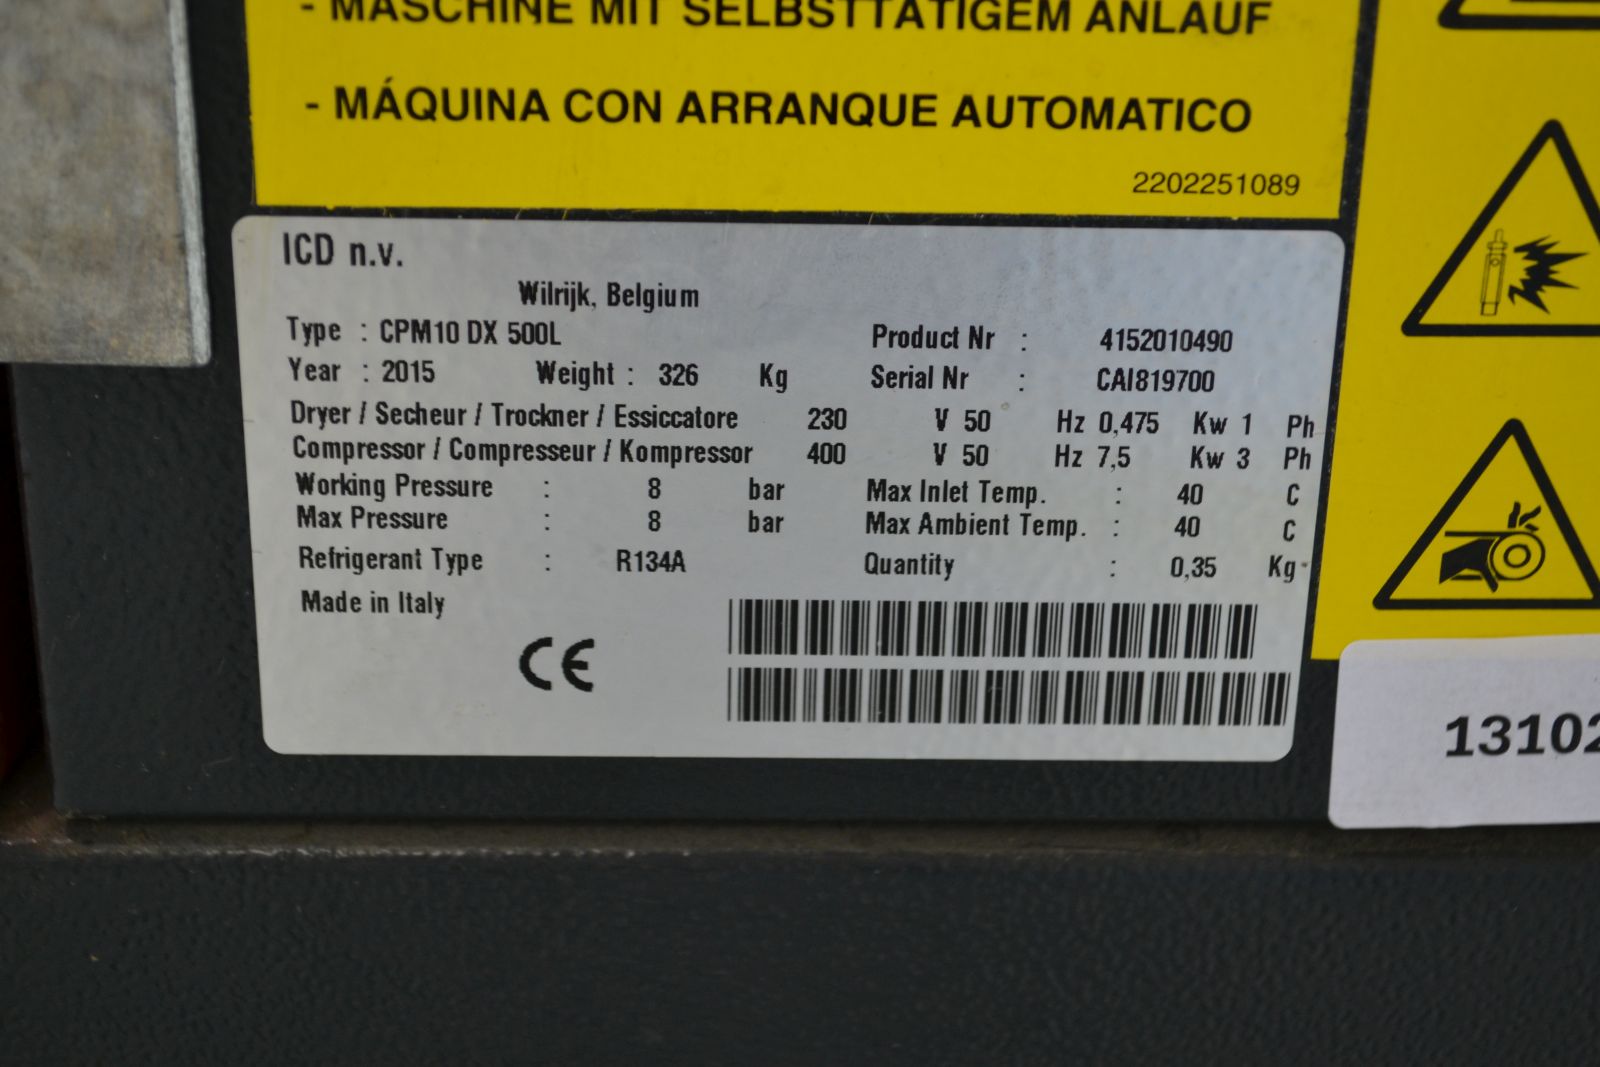 - MASCHINE MIT SELBSTTÄTIGEM ANLAUF
- MÁQUINA CON ARRANQUE AUTOMATICO
2202251089
ICD n.v.
Wilrijk, Belgium
Type : CPM10 DX 500L Product Nr : 4152010490
Year : 2015 Weight : 326 Kg Serial Nr : CAI819700
Dryer / Secheur / Trockner / Essiccatore 230 V 50 Hz 0,475 Kw 1 Ph
Compressor / Compresseur / Kompressor 400 V 50 Hz 7,5 Kw 3 Ph
Working Pressure : 8 bar Max Inlet Temp. : 40 C
Max Pressure : 8 bar Max Ambient Temp. : 40 C
Refrigerant Type : R134A Quantity : 0,35 Kg
Made in Italy
CE
13102